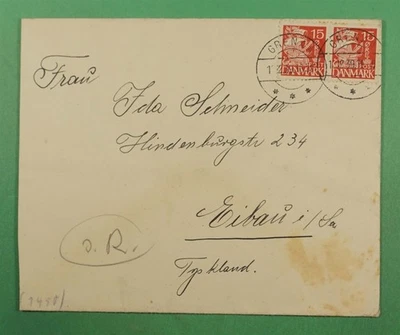 15 15
DANMARK DANMARK
Frau
Ida Schneider
Hindenburgstr 234
Eibau i/Sa
Tyskland.